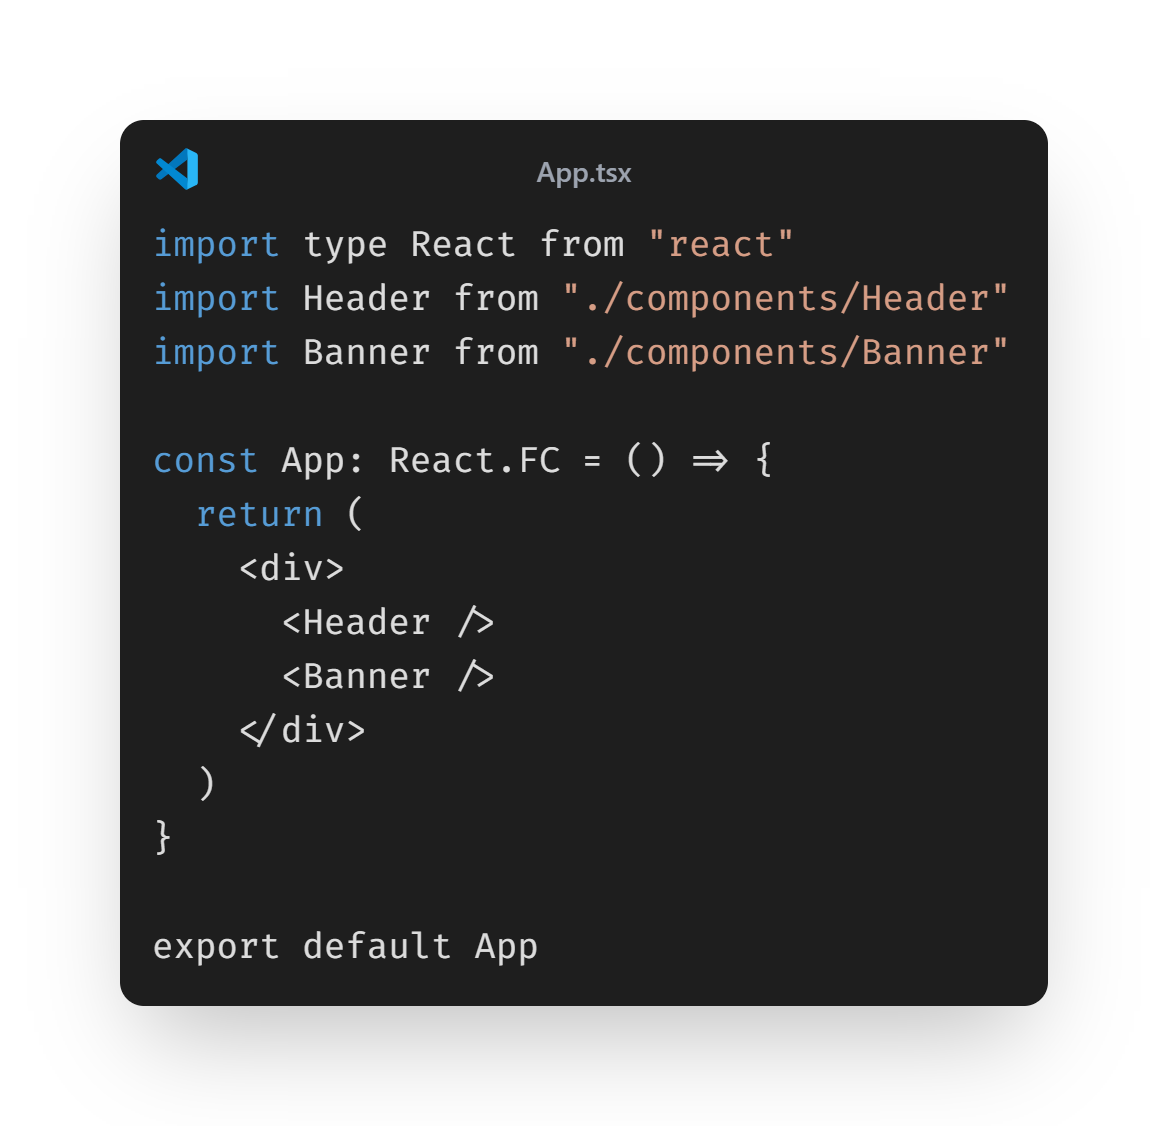 App.tsx
import type React from "react"
import Header from "./components/Header"
import Banner from "./components/Banner"

const App: React.FC = () => {
  return (
    <div>
      <Header />
      <Banner />
    </div>
  )
}

export default App